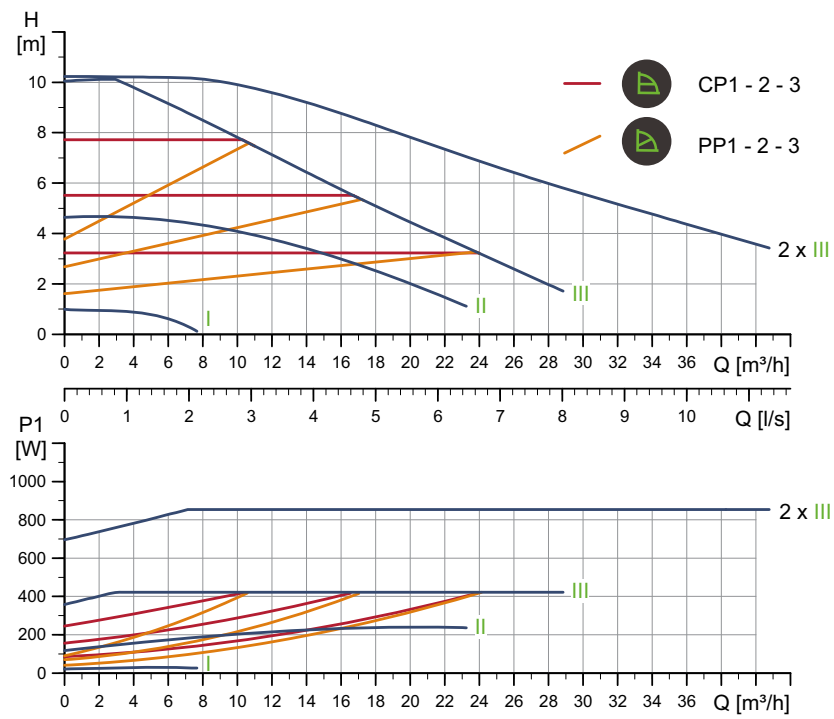 H
[m]
10
8
6
4
2
0
CP1 - 2 - 3
PP1 - 2 - 3
2 x III
III
II
I
0 2 4 6 8 10 12 14 16 18 20 22 24 26 28 30 32 34 36 Q [m³/h]
0 1 2 3 4 5 6 7 8 9 10 Q [l/s]
P1
[W]
1000
800
600
400
200
0
2 x III
III
II
I
0 2 4 6 8 10 12 14 16 18 20 22 24 26 28 30 32 34 36 Q [m³/h]